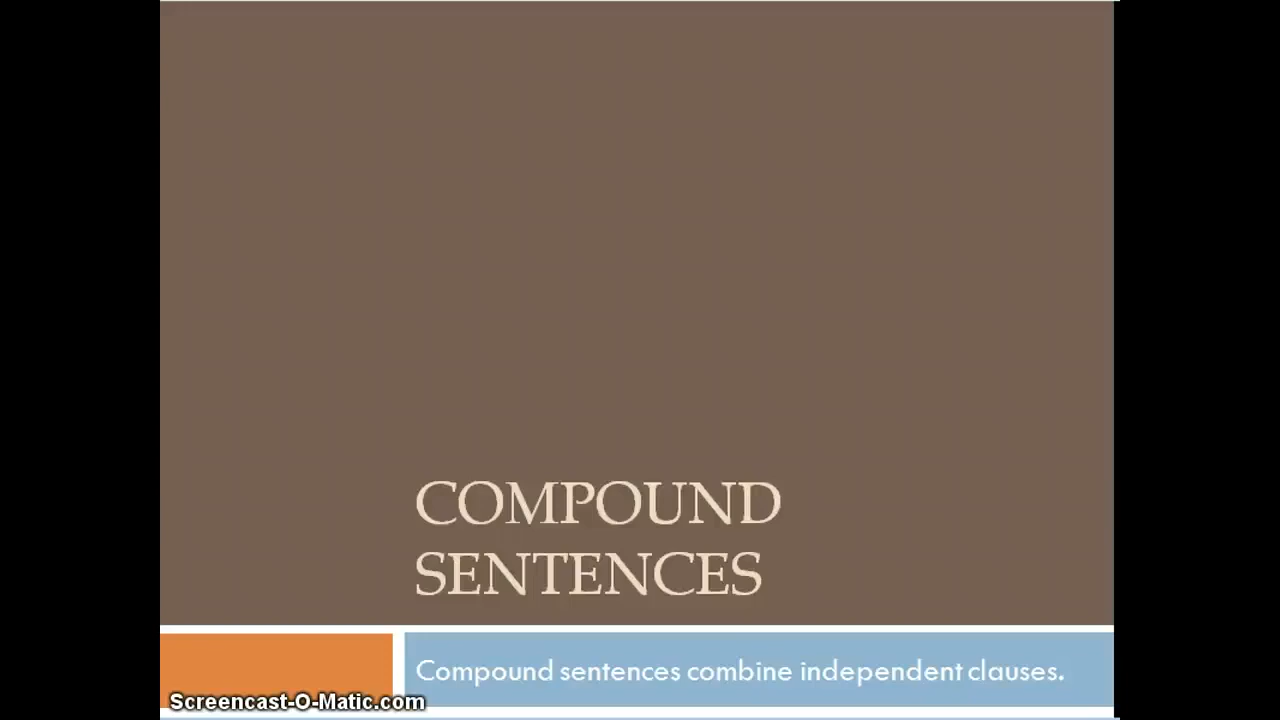 COMPOUND
SENTENCES
Compound sentences combine independent clauses.
Screencast-O-Matic.com